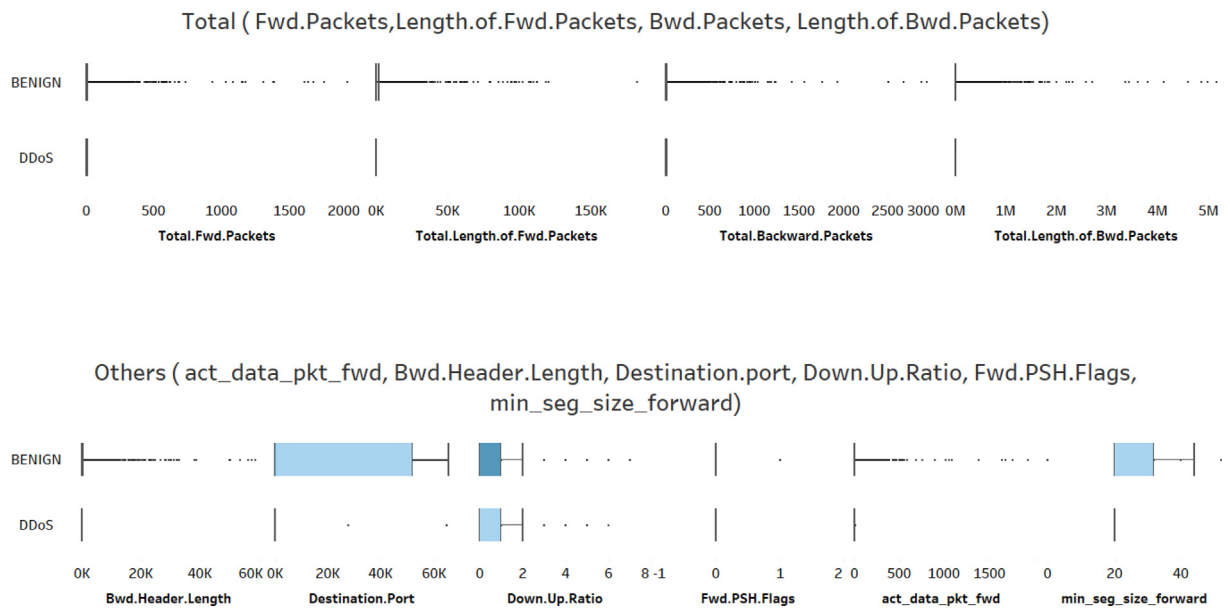 Total ( Fwd.Packets,Length.of.Fwd.Packets, Bwd.Packets, Length.of.Bwd.Packets)
BENIGN
DDoS
0 500 1000 1500 2000 0K 50K 100K 150K 0 500 1000 1500 2000 2500 3000 0M 1M 2M 3M 4M 5M
Total.Fwd.Packets Total.Length.of.Fwd.Packets Total.Backward.Packets Total.Length.of.Bwd.Packets
Others ( act_data_pkt_fwd, Bwd.Header.Length, Destination.port, Down.Up.Ratio, Fwd.PSH.Flags,
min_seg_size_forward)
BENIGN
DDoS
0K 20K 40K 60K 0K 20K 40K 60K 0 2 4 6 8 -1 0 1 2 0 500 1000 1500 0 20 40
Bwd.Header.Length Destination.Port Down.Up.Ratio Fwd.PSH.Flags act_data_pkt_fwd min_seg_size_forward